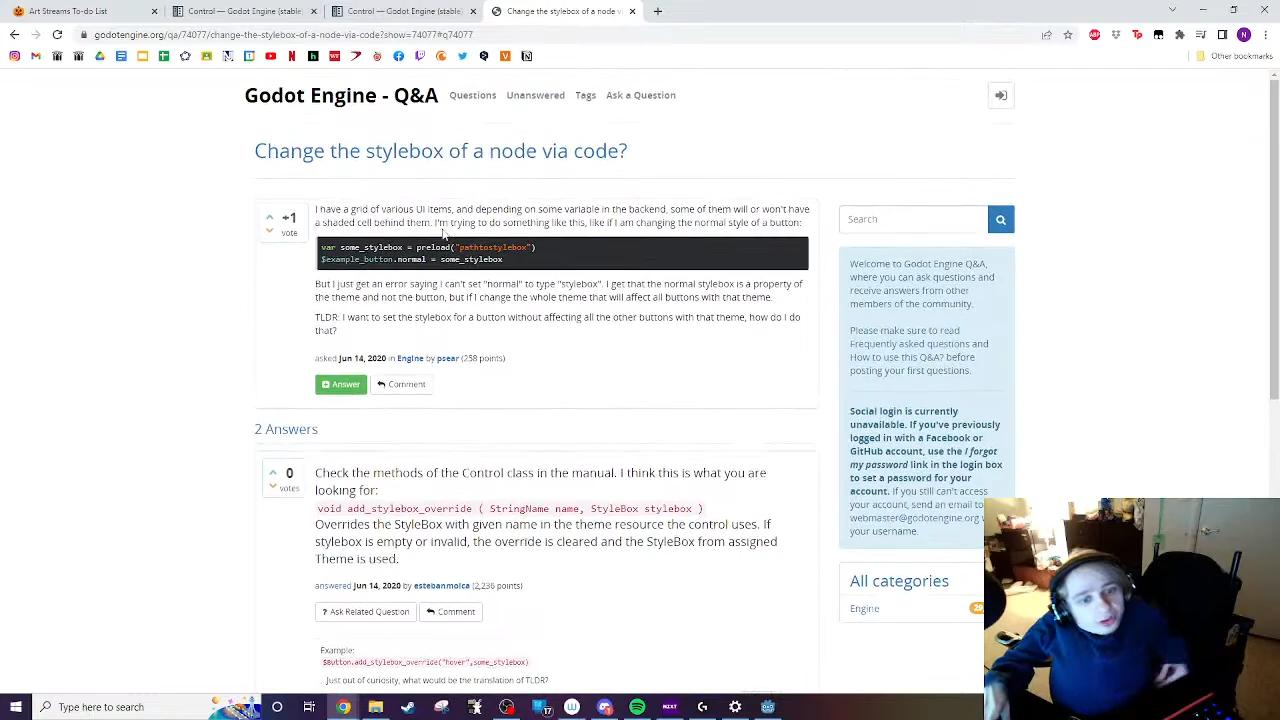 Art Streams To-Do List
Control — Godot Engine (stable)
Control — Godot Engine (stable)
Change the stylebox of a node vi
godotengine.org/qa/74077/change-the-stylebox-of-a-node-via-code?show=74077#q74077
Other bookmarks
Godot Engine - Q&A
Questions
Unanswered
Tags
Ask a Question
Change the stylebox of a node via code?
+1
vote
I have a grid of various UI items, and depending on some variable in the backend, some of them will or won't have
a shaded cell behind them. I'm trying to do something like this, like if I am changing the normal style of a button.
var some_stylebox = preload("pathtostylebox")
$example_button.normal = some_stylebox
But I just get an error saying I can't set "normal" to type "stylebox". I get that the normal stylebox is a property of
the theme and not the button, but if I change the whole theme that will affect all buttons with that theme.
TLDR: I want to set the stylebox for a button without affecting all the other buttons with that theme, how do I do
that?
asked Jun 14, 2020 in Engine by psear (258 points)
Answer
Comment
2 Answers
0
votes
Check the methods of the Control class in the manual. I think this is what you are
looking for:
void add_stylebox_override ( StringName name, StyleBox stylebox )
Overrides the StyleBox with given name in the theme resource the control uses. If
stylebox is empty or invalid, the override is cleared and the StyleBox from assigned
Theme is used.
answered Jun 14, 2020 by estebanmolca (2,236 points)
? Ask Related Question
Comment
Example:
$Button.add_stylebox_override("hover",some_stylebox)
. Just out of curiosity, what would be the translation of TLDR?
Search
Welcome to Godot Engine Q&A,
where you can ask questions and
receive answers from other
members of the community.
Please make sure to read
Frequently asked questions and
How to use this Q&A? before
posting your first questions.
Social login is currently
unavailable. If you've previously
logged in with a Facebook or
GitHub account, use the I forgot
my password link in the login box
to set a password for your
account. If you still can't access
your account, send an email to
webmaster@godotengine.org
your username.
All categories
Engine
Type here to search